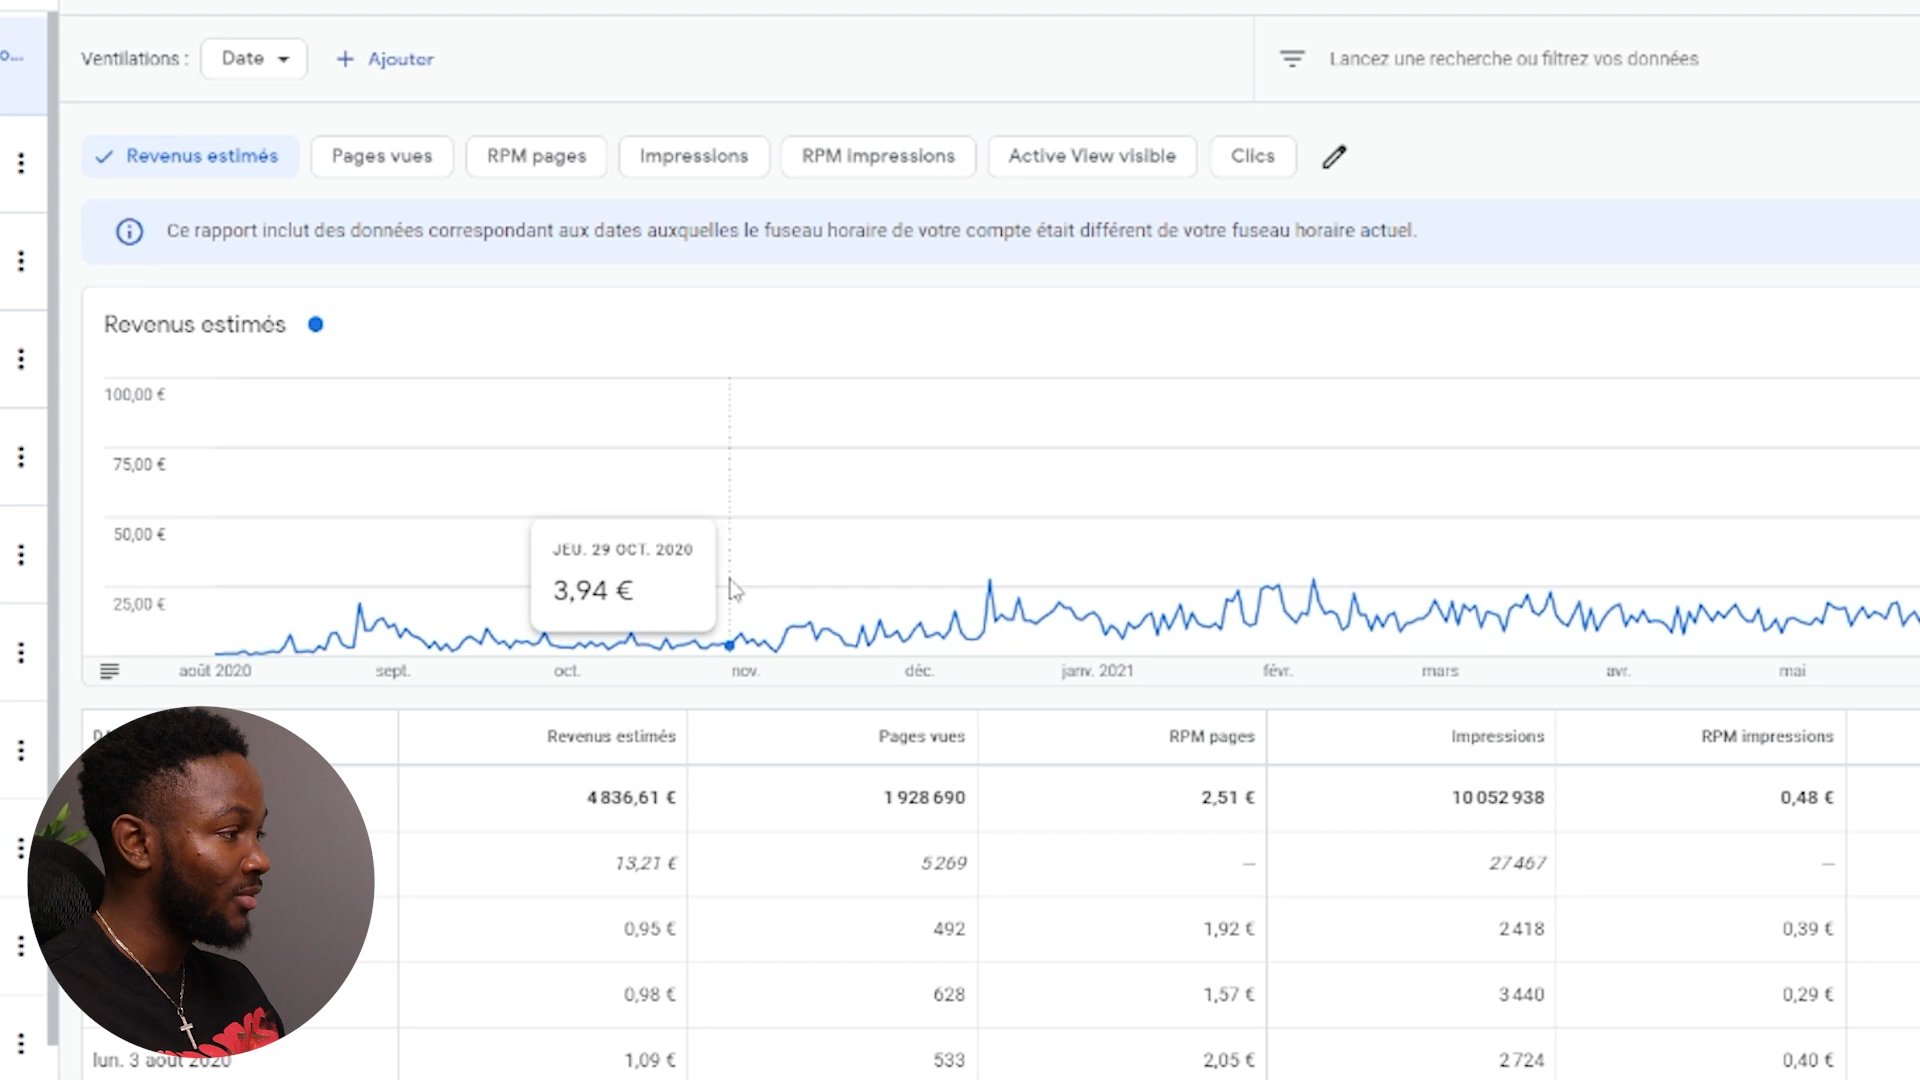 o...
Ventilations : Date + Ajouter Lancez une recherche ou filtrez vos données
Revenus estimés Pages vues RPM pages Impressions RPM impressions Active View visible Clics
Ce rapport inclut des données correspondant aux dates auxquelles le fuseau horaire de votre compte était différent de votre fuseau horaire actuel.
Revenus estimés
100,00 €
75,00 €
50,00 €
JEU. 29 OCT. 2020
3,94 €
25,00 €
août 2020 sept. oct. nov. déc. janv. 2021 févr. mars avr. mai
Revenus estimés Pages vues RPM pages Impressions RPM impressions
4 836,61 € 1 928 690 2,51 € 10 052 938 0,48 €
13,21 € 5 269 — 27 467 —
0,95 € 492 1,92 € 2 418 0,39 €
0,98 € 628 1,57 € 3 440 0,29 €
lun. 3 août 2020 1,09 € 533 2,05 € 2 724 0,40 €